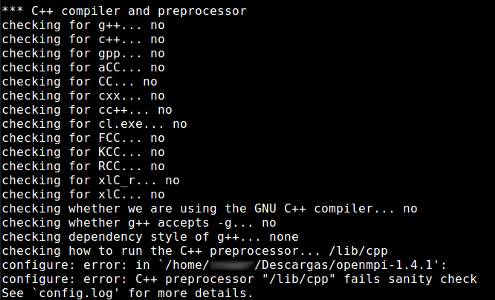 *** C++ compiler and preprocessor
checking for g++... no
checking for c++... no
checking for gpp... no
checking for aCC... no
checking for CC... no
checking for cxx... no
checking for cc++... no
checking for cl.exe... no
checking for FCC... no
checking for KCC... no
checking for RCC... no
checking for xlC_r... no
checking for xlC... no
checking whether we are using the GNU C++ compiler... no
checking whether g++ accepts -g... no
checking dependency style of g++... none
checking how to run the C++ preprocessor... /lib/cpp
configure: error: in `/home/ /Descargas/openmpi-1.4.1':
configure: error: C++ preprocessor "/lib/cpp" fails sanity check
See `config.log' for more details.